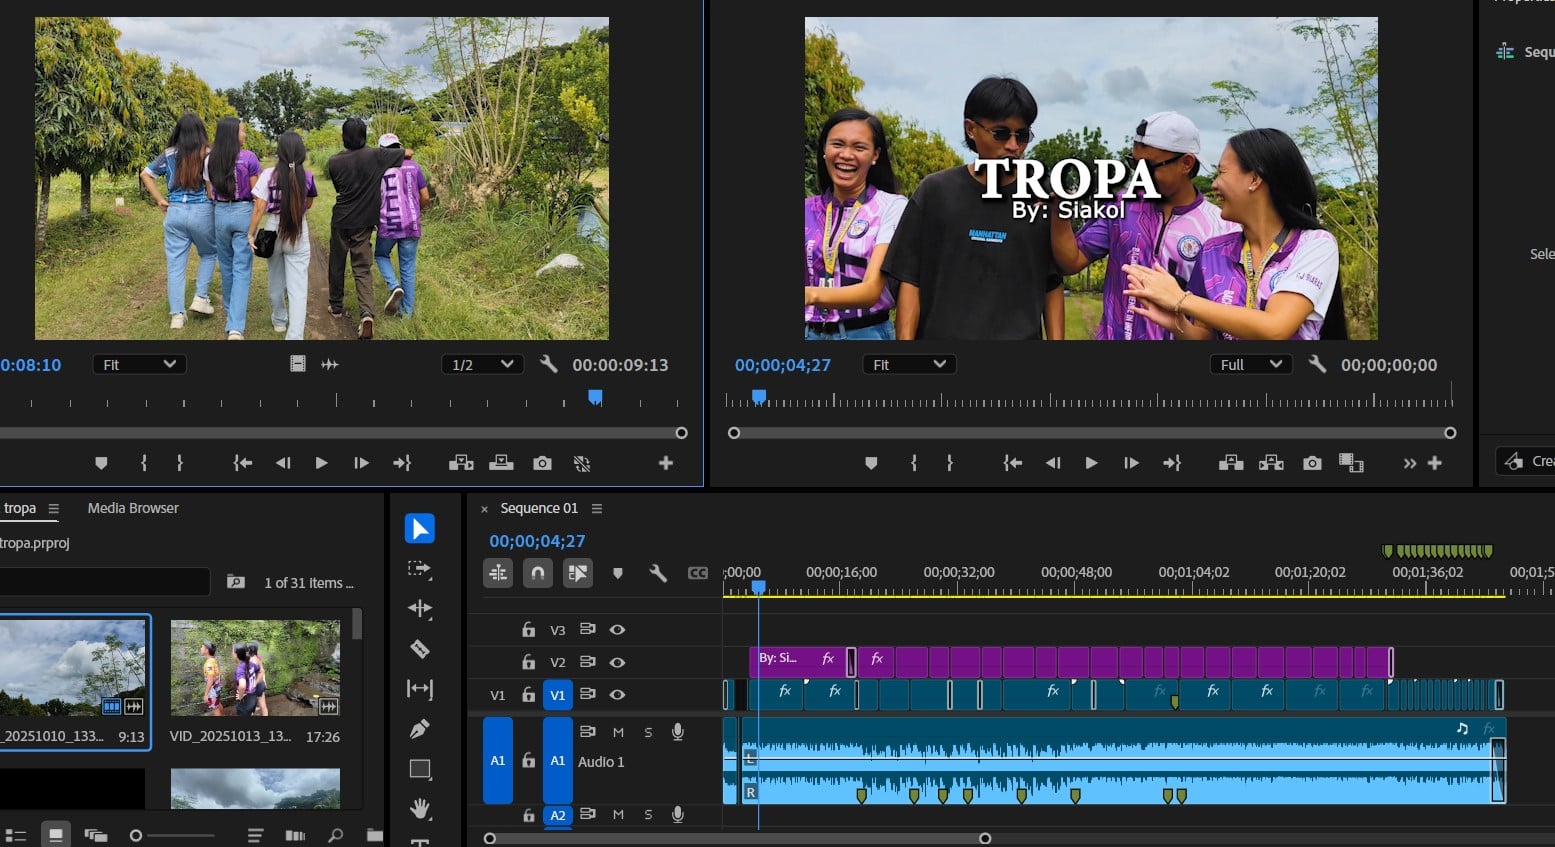 Sequ
TROPA
By: Siakol
MANHATTAN
Sele
0:08:10
Fit
1/2
00:00:09:13
00;00;04;27
Fit
Full
00;00;00;00
Crea
tropa
Media Browser
tropa.prproj
1 of 31 Items ...
_20251010_133...
9:13
VID_20251013_13...
17:26
× Sequence 01
00;00;04;27
CC
;00;00
00;00;16;00
00;00;32;00
00;00;48;00
00;01;04;02
00;01;20;02
00;01;36;02
00;01;5
V3
V2
By: Si...
fx
fx
V1
V1
fx
fx
fx
fx
fx
fx
fx
fx
A1
A1
M
S
Audio 1
L
R
fx
A2
M
S